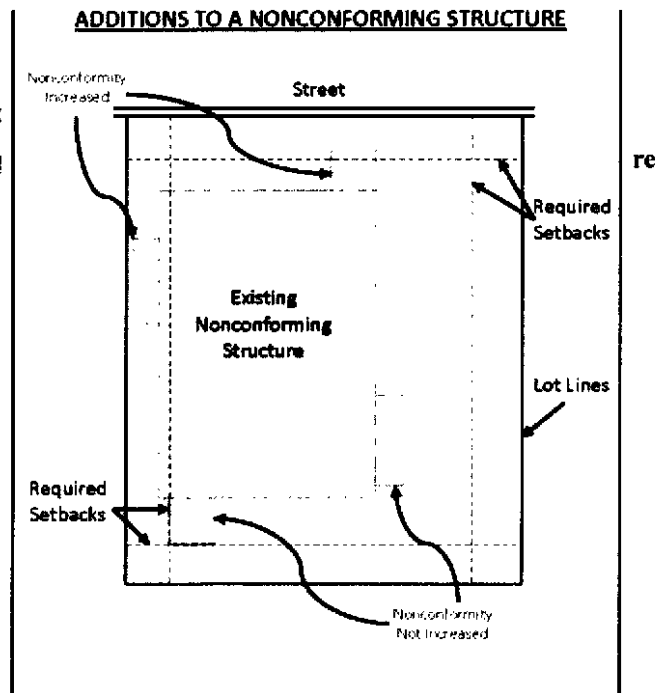 ADDITIONS TO A NONCONFORMING STRUCTURE
Nonconformity
Increased
Street
re
Required
Setbacks
Existing
Nonconforming
Structure
Lot Lines
Required
Setbacks
Nonconformity
Not Increased